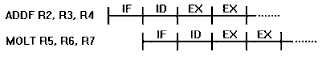 ADDF R2, R3, R4 IF ID EX EX ........
MOLT R5, R6, R7 IF ID EX EX ........